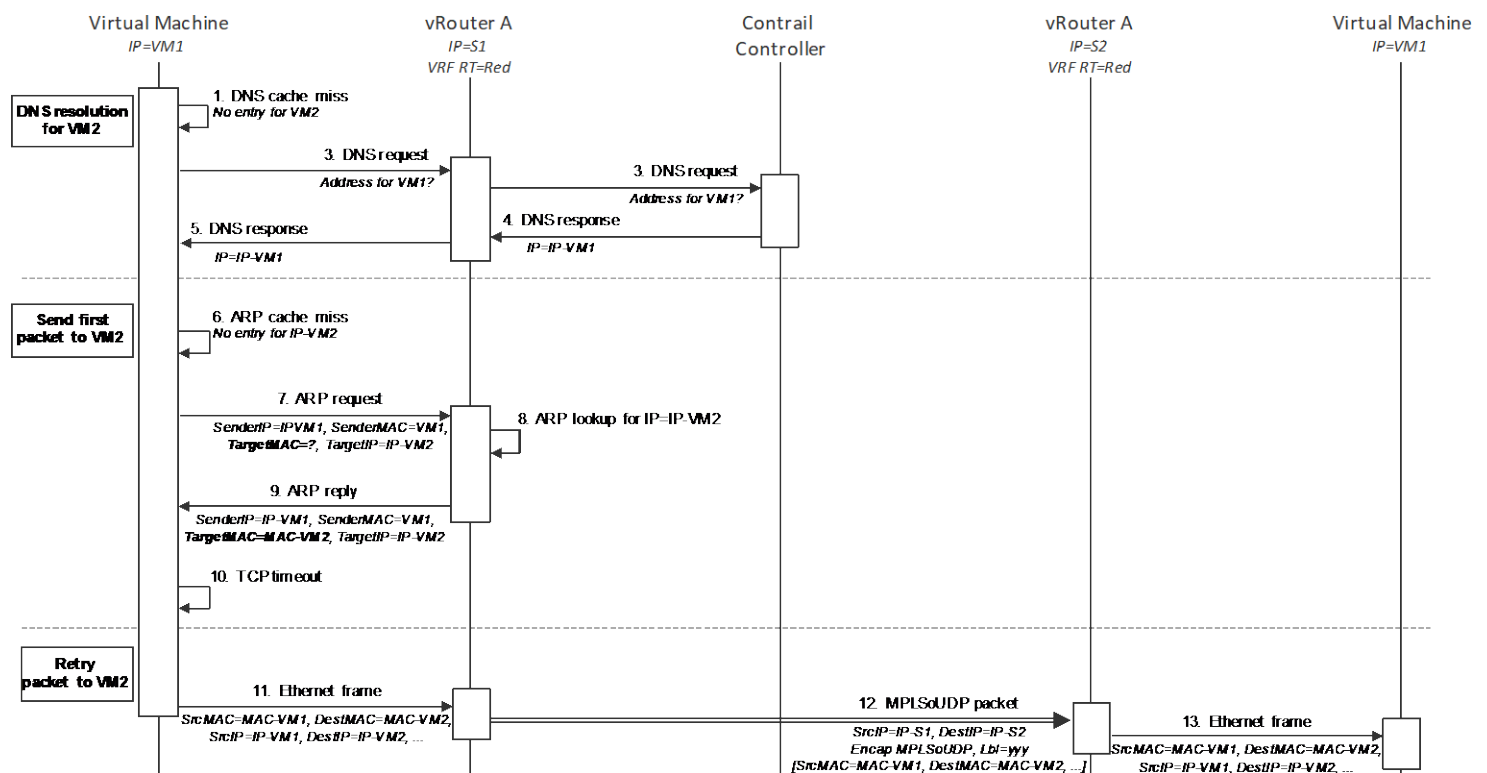 Virtual Machine
IP=VM1
vRouter A
IP=S1
VRF RT=Red
Contrail
Controller
vRouter A
IP=S2
VRF RT=Red
Virtual Machine
IP=VM1
DNS resolution
for VM2
1. DNS cache miss
No entry for VM2
3. DNS request
Address for VM1?
3. DNS request
Address for VM1?
4. DNS response
IP=IP-VM1
5. DNS response
IP=IP-VM1
Send first
packet to VM2
6. ARP cache miss
No entry for IP-VM2
7. ARP request
SenderIP=IPVM1, SenderMAC=VM1,
TargetMAC=?, TargetIP=IP-VM2
8. ARP lookup for IP=IP-VM2
9. ARP reply
SenderIP=IP-VM1, SenderMAC=VM1,
TargetMAC=MAC-VM2, TargetIP=IP-VM2
10. TCP timeout
Retry
packet to VM2
11. Ethernet frame
SrcMAC=MAC-VM1, DestMAC=MAC-VM2,
SrcIP=IP-VM1, DestIP=IP-VM2, ...
12. MPLSoUDP packet
SrcIP=IP-S1, DestIP=IP-S2
Encap MPLSoUDP, Lbl=yyy
[SrcMAC=MAC-VM1, DestMAC=MAC-VM2, ...]
13. Ethernet frame
SrcMAC=MAC-VM1, DestMAC=MAC-VM2,
SrcIP=IP-VM1, DestIP=IP-VM2, ...